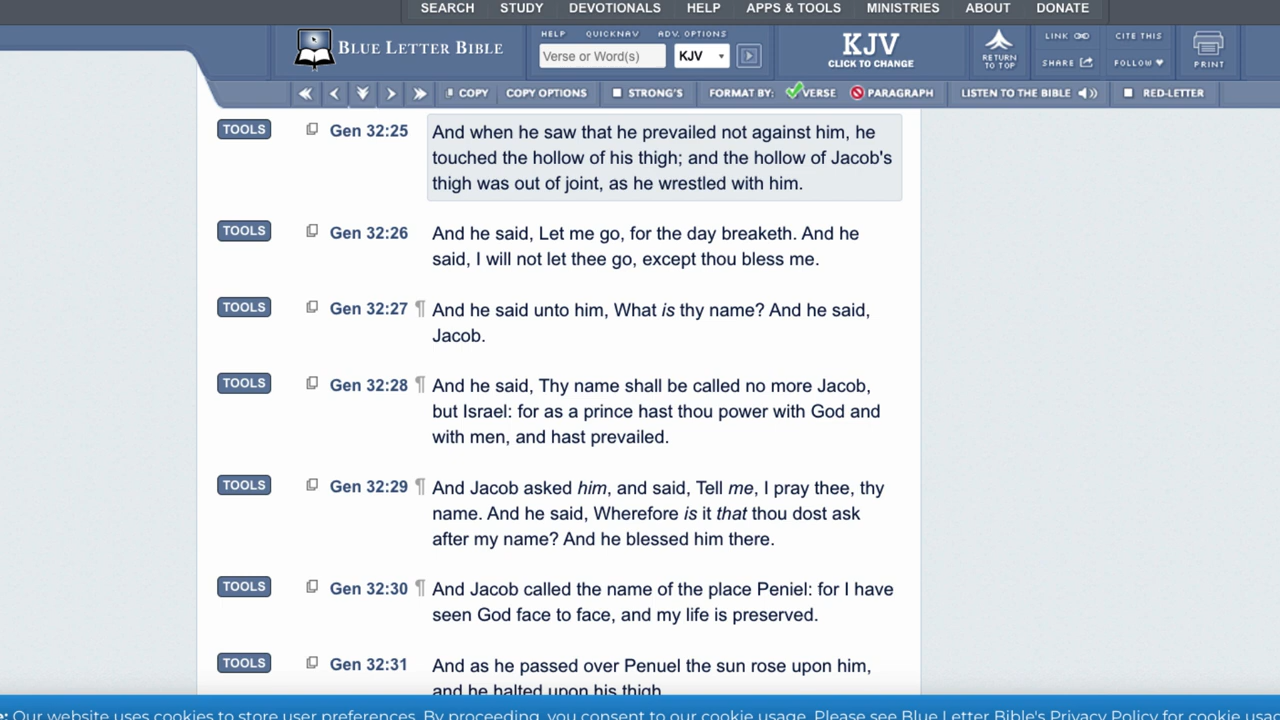 SEARCH STUDY DEVOTIONALS HELP APPS & TOOLS MINISTRIES ABOUT DONATE
BLUE LETTER BIBLE
HELP QUICKNAV ADV. OPTIONS
Verse or Word(s) KJV
KJV
CLICK TO CHANGE
RETURN
TO TOP
LINK
SHARE
CITE THIS
FOLLOW
PRINT
COPY COPY OPTIONS STRONG'S FORMAT BY: VERSE PARAGRAPH LISTEN TO THE BIBLE RED-LETTER
TOOLS Gen 32:25 And when he saw that he prevailed not against him, he
touched the hollow of his thigh; and the hollow of Jacob's
thigh was out of joint, as he wrestled with him.
TOOLS Gen 32:26 And he said, Let me go, for the day breaketh. And he
said, I will not let thee go, except thou bless me.
TOOLS Gen 32:27 ¶ And he said unto him, What is thy name? And he said,
Jacob.
TOOLS Gen 32:28 ¶ And he said, Thy name shall be called no more Jacob,
but Israel: for as a prince hast thou power with God and
with men, and hast prevailed.
TOOLS Gen 32:29 ¶ And Jacob asked him, and said, Tell me, I pray thee, thy
name. And he said, Wherefore is it that thou dost ask
after my name? And he blessed him there.
TOOLS Gen 32:30 ¶ And Jacob called the name of the place Peniel: for I have
seen God face to face, and my life is preserved.
TOOLS Gen 32:31 And as he passed over Penuel the sun rose upon him,
and he halted upon his thigh.
Our website uses cookies to store user preferences. By proceeding, you consent to our cookie usage. Please see Blue Letter Bible's Privacy Policy for cookie